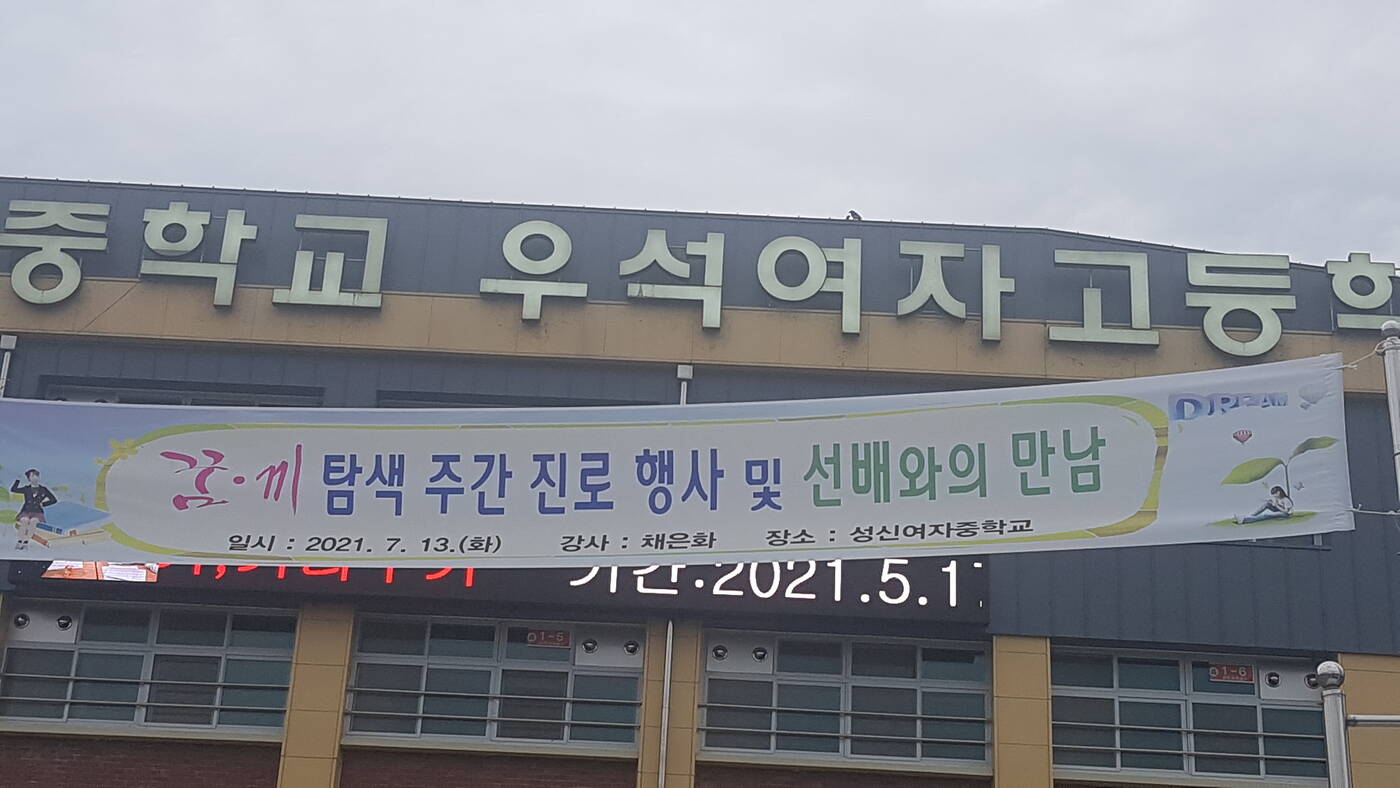 중학교 우석여자고등학
DREAM
꿈·끼 탐색 주간 진로 행사 및 선배와의 만남
일시 : 2021. 7. 13.(화) 강사 : 채은화 장소 : 성신여자중학교
기간:2021.5.1
1-5
1-6